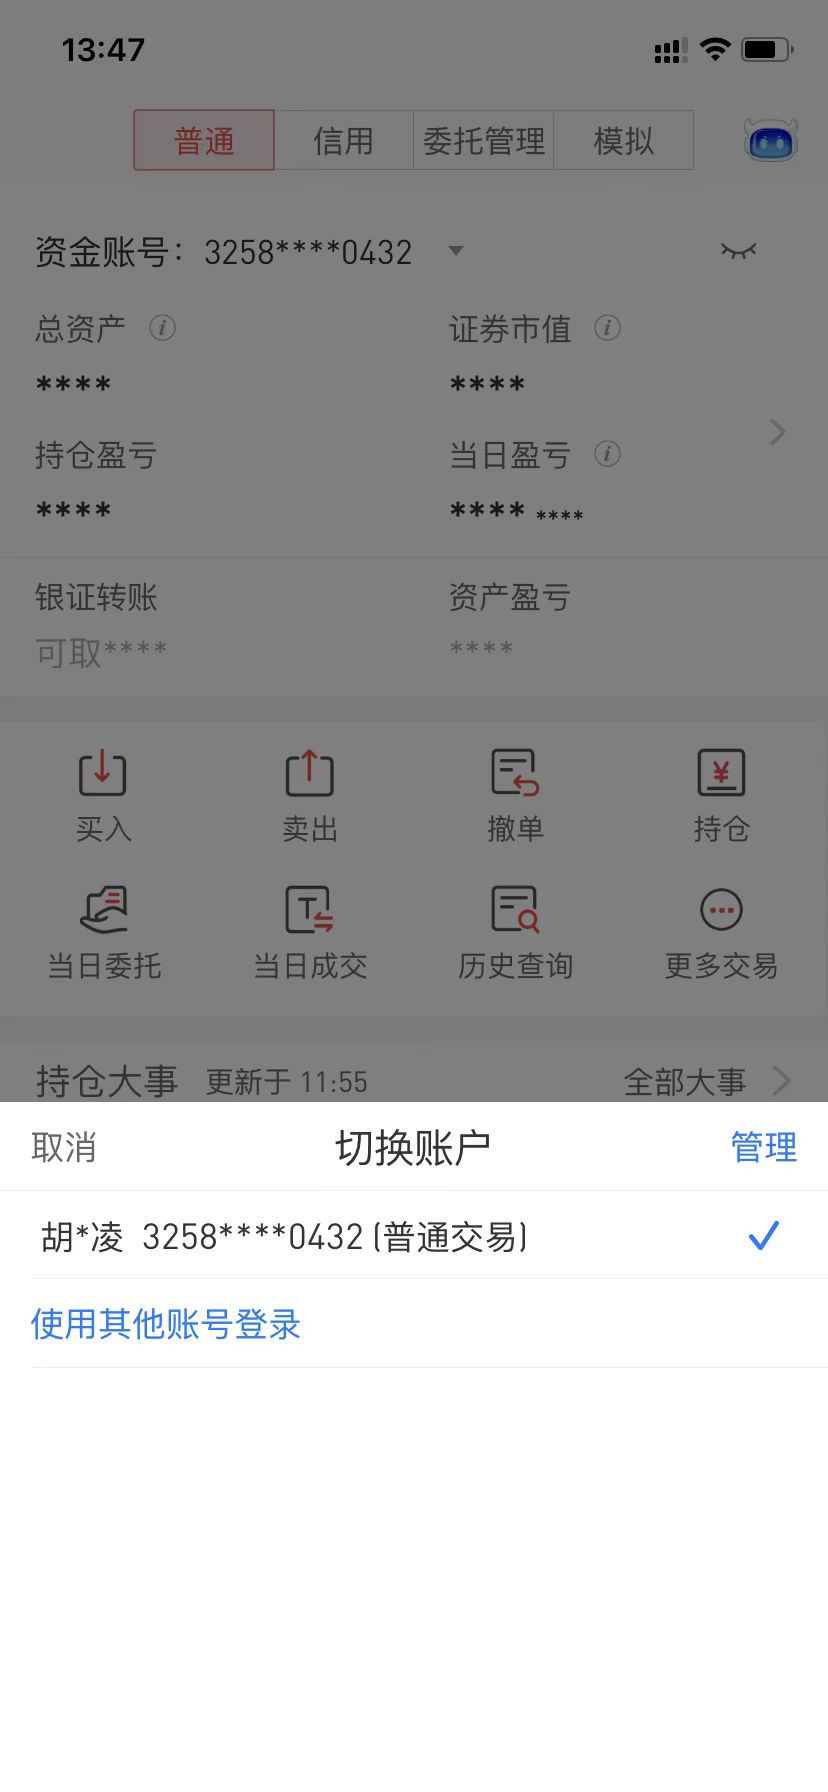 13:47
普通 信用 委托管理 模拟
资金账号：3258****0432
总资产 证券市值
**** ****
持仓盈亏 当日盈亏
**** **** ****
银证转账 资产盈亏
可取**** ****
买入 卖出 撤单 持仓
当日委托 当日成交 历史查询 更多交易
持仓大事 更新于 11:55 全部大事
取消 切换账户 管理
胡*凌 3258****0432 (普通交易)
使用其他账号登录